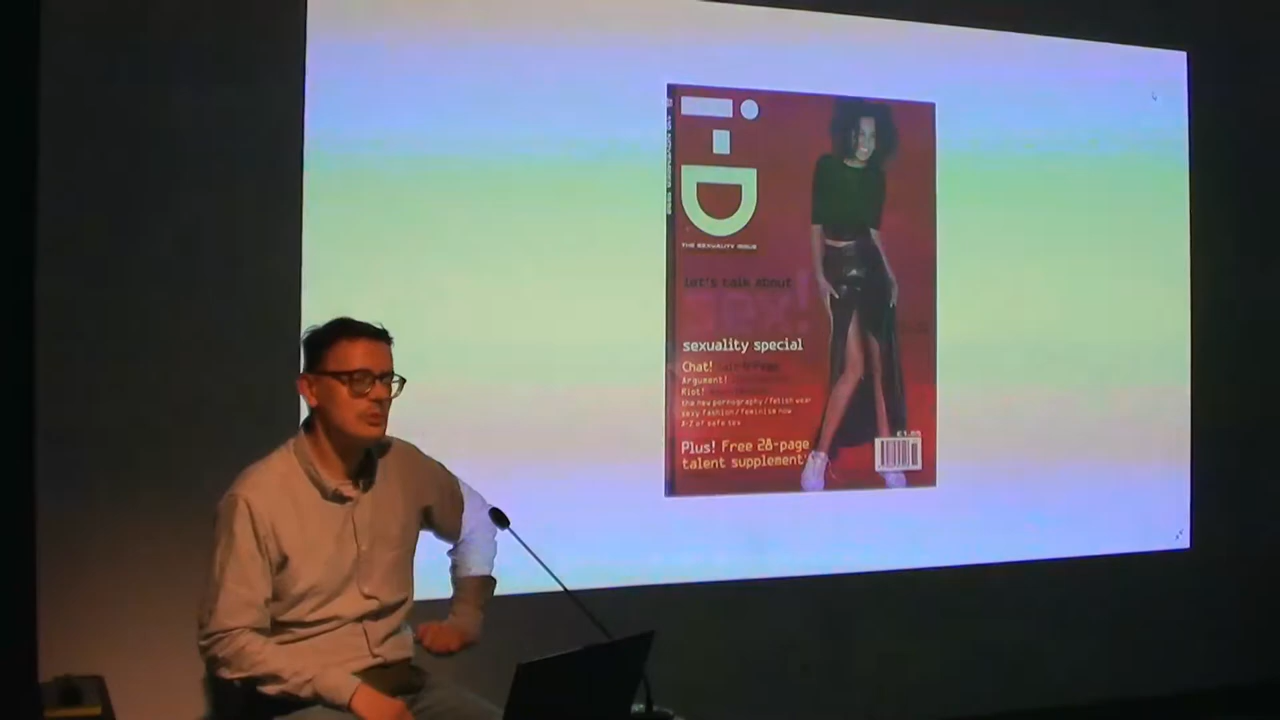 i-D
THE SEXUALITY ISSUE
let's talk about
sex!
sexuality special
Chat!
Argument!
Riot!
the new pornography/fetish wear
sexy fashion/feminism now
A-Z of safe sex
Plus! Free 28-page
talent supplement!